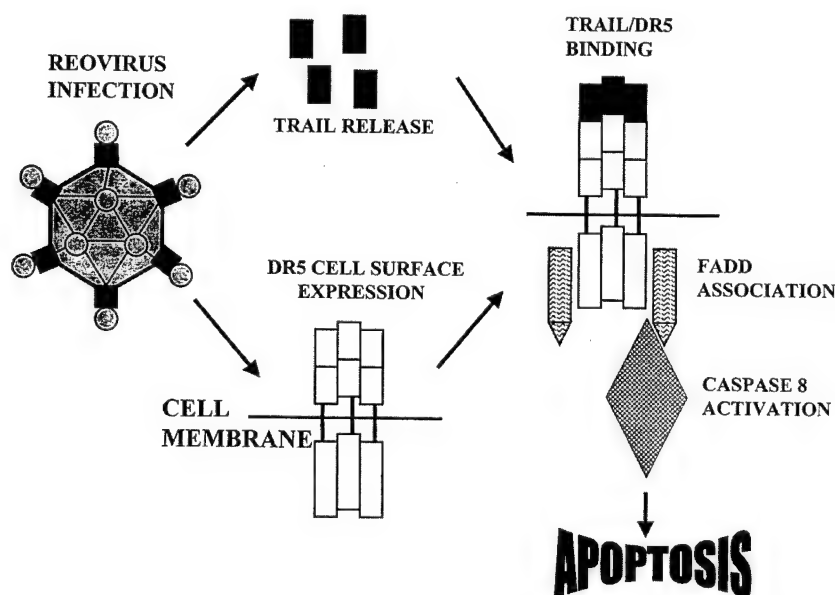 REOVIRUS
INFECTION
TRAIL RELEASE
TRAIL/DR5
BINDING
DR5 CELL SURFACE
EXPRESSION
CELL
MEMBRANE
FADD
ASSOCIATION
CASPASE 8
ACTIVATION
APOPTOSIS